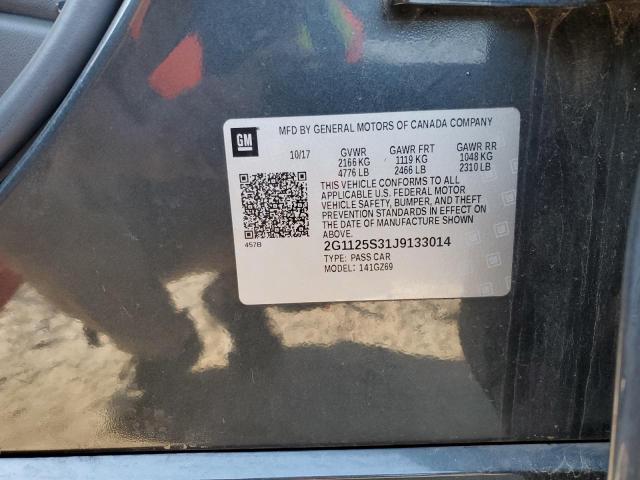 GM
MFD BY GENERAL MOTORS OF CANADA COMPANY
10/17 GVWR GAWR FRT GAWR RR
2166 KG 1119 KG 1048 KG
4776 LB 2466 LB 2310 LB
THIS VEHICLE CONFORMS TO ALL
APPLICABLE U.S. FEDERAL MOTOR
VEHICLE SAFETY, BUMPER, AND THEFT
PREVENTION STANDARDS IN EFFECT ON
THE DATE OF MANUFACTURE SHOWN
ABOVE.
457B 2G1125S31J9133014
TYPE: PASS CAR
MODEL: 141GZ69